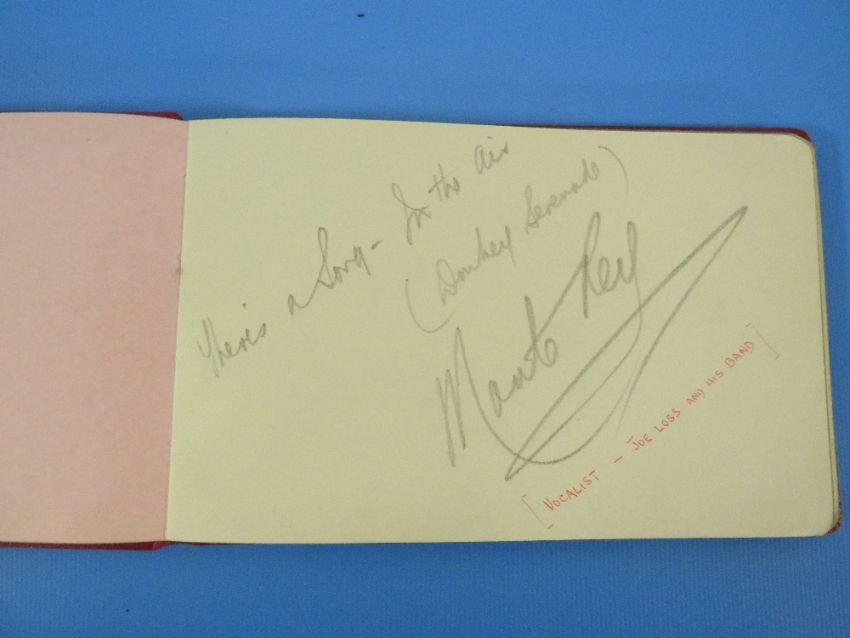 There's a Song - In the air
(Donkey Serenade)
Monte Rey
[VOCALIST - JOE LOSS AND HIS BAND]